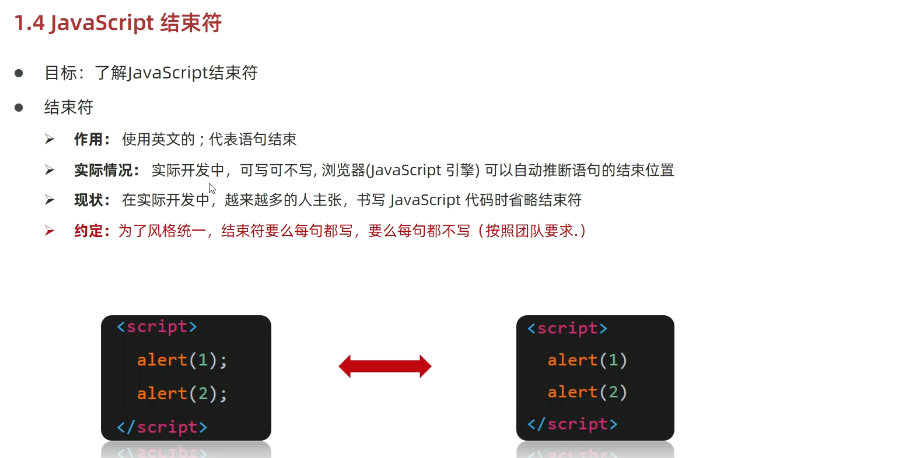 1.4 JavaScript 结束符
目标：了解JavaScript结束符
结束符
作用： 使用英文的 ; 代表语句结束
实际情况： 实际开发中，可写可不写, 浏览器(JavaScript 引擎) 可以自动推断语句的结束位置
现状： 在实际开发中，越来越多的人主张，书写 JavaScript 代码时省略结束符
约定：为了风格统一，结束符要么每句都写，要么每句都不写（按照团队要求.）
<script>
alert(1);
alert(2);
</script>
<script>
alert(1)
alert(2)
</script>